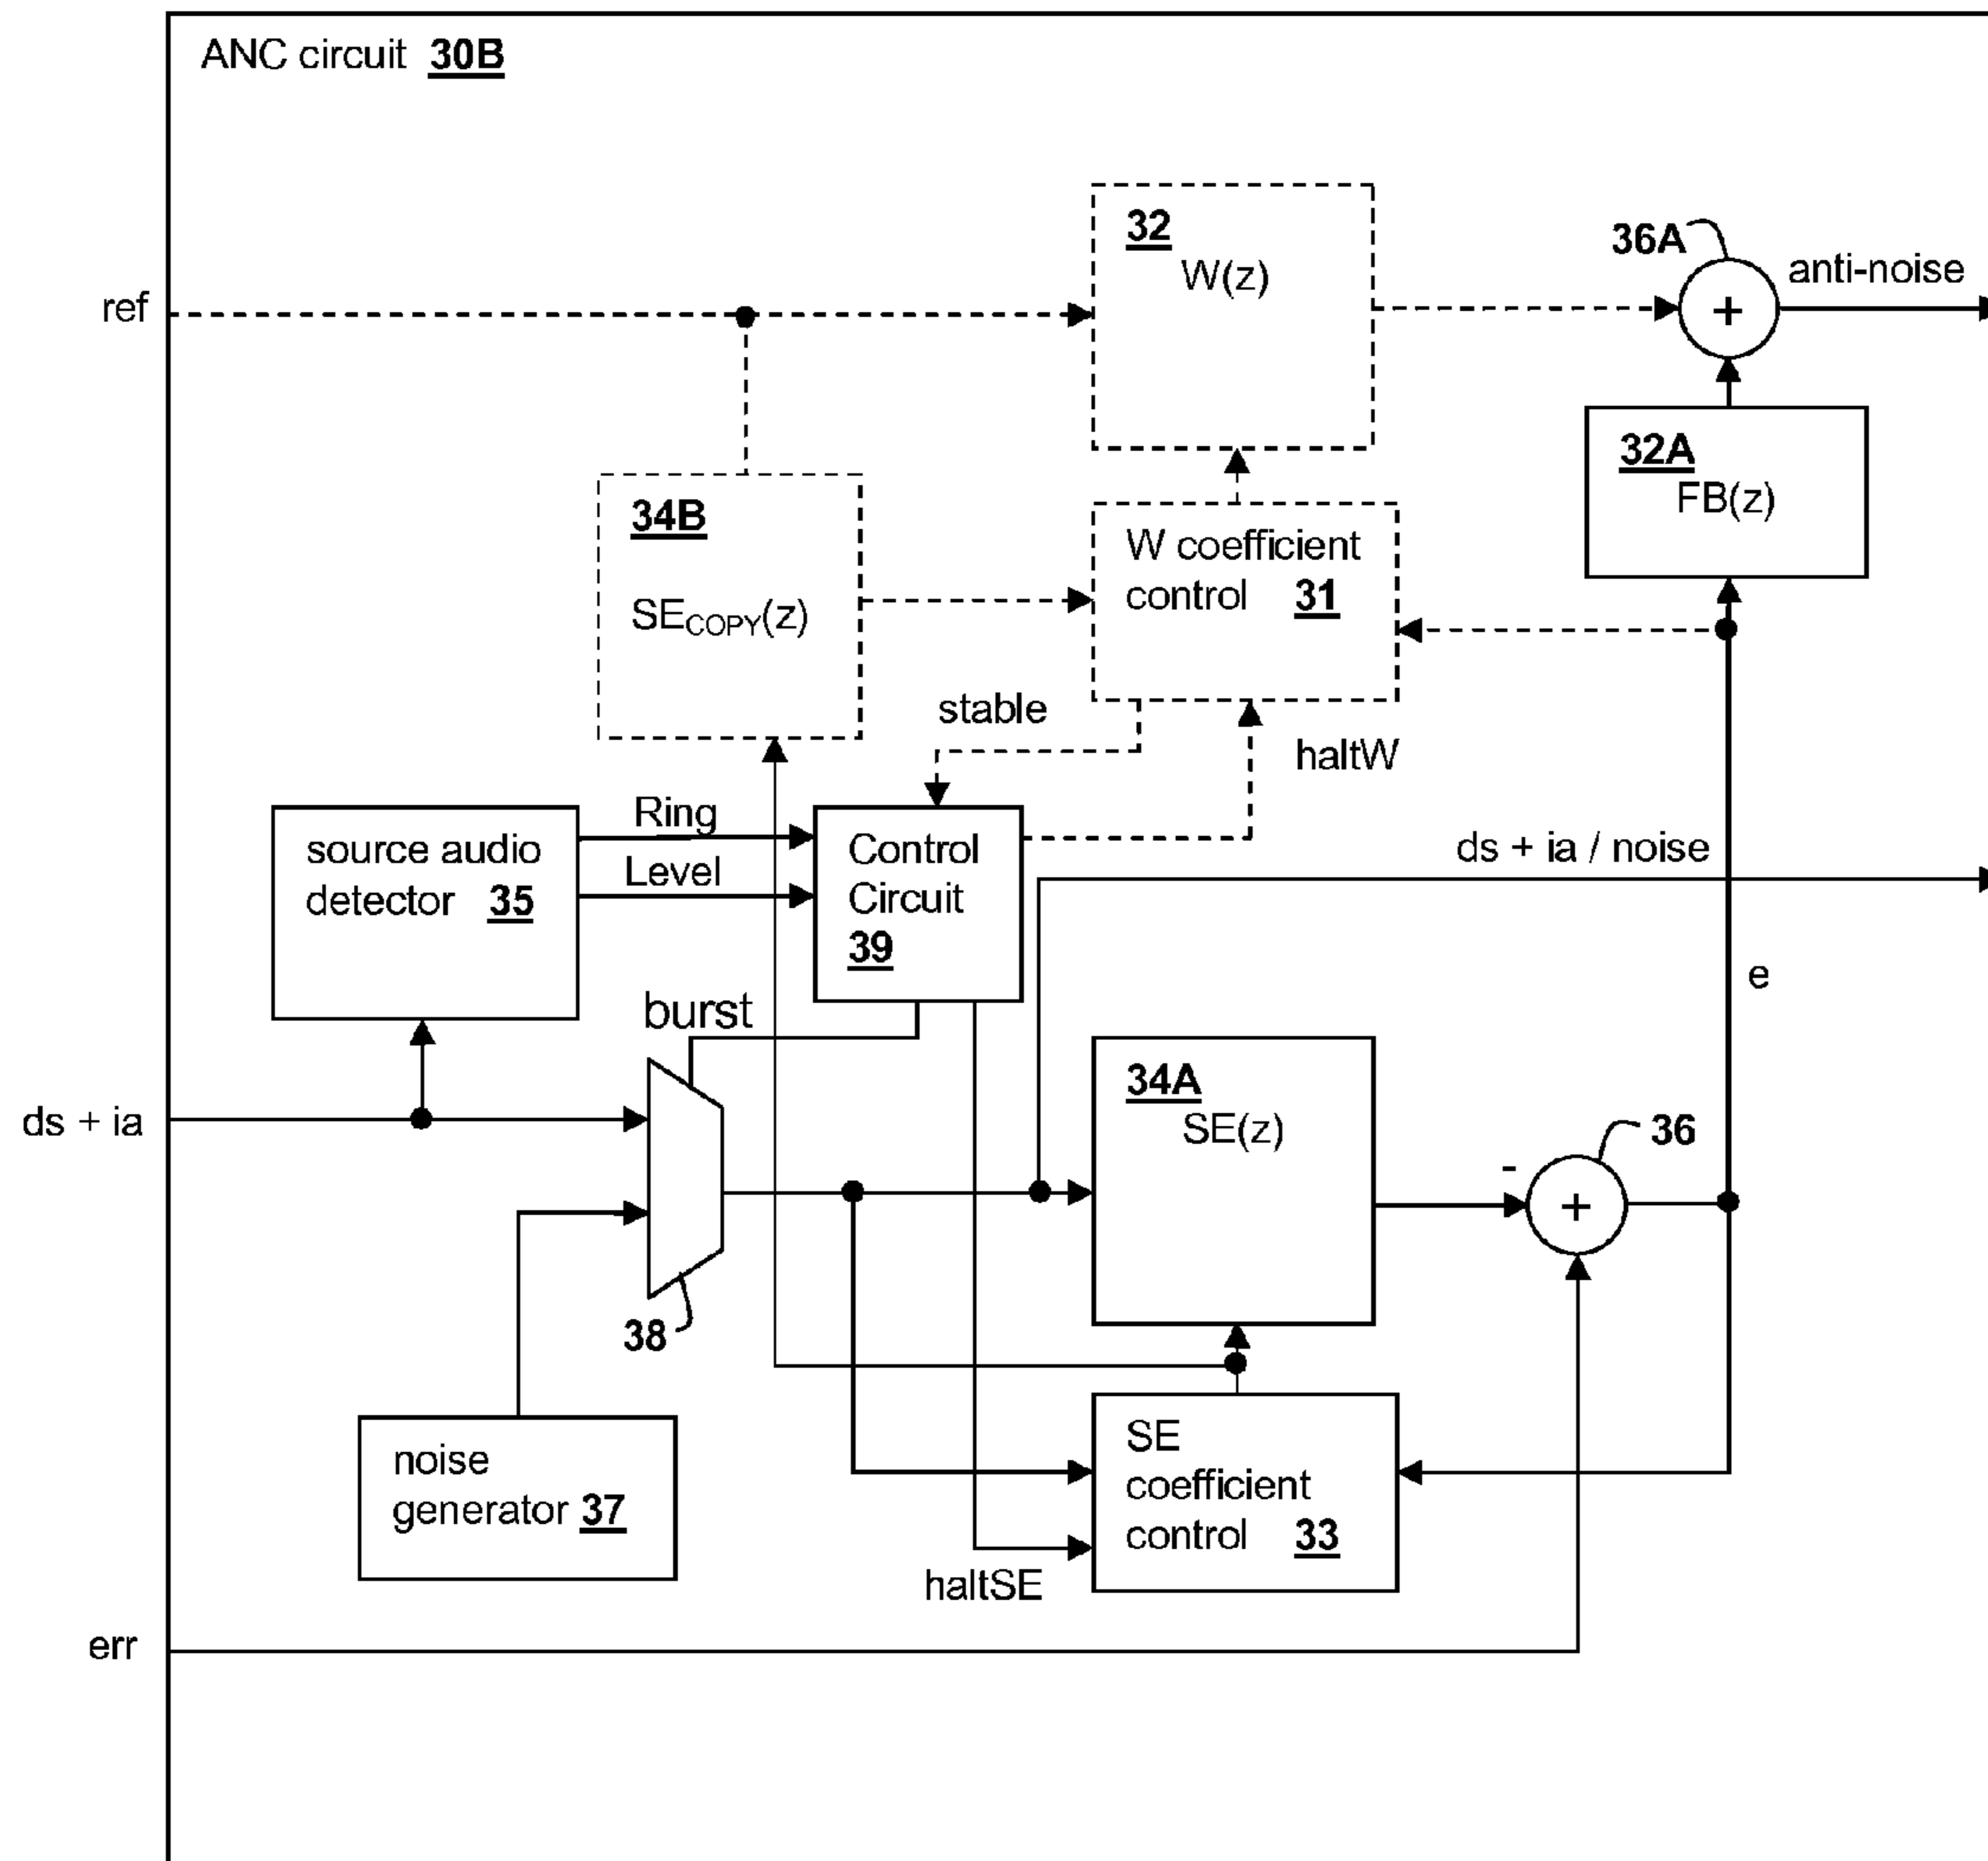 ANC circuit 30B
32
W(z)
36A
anti-noise
ref
+
32A
FB(z)
34B
SECOPY(z)
W coefficient
control 31
stable
haltW
Ring
Level
source audio
detector 35
Control
Circuit
39
ds + ia / noise
e
burst
34A
SE(z)
ds + ia
-
36
+
38
noise
generator 37
SE
coefficient
control 33
haltSE
err